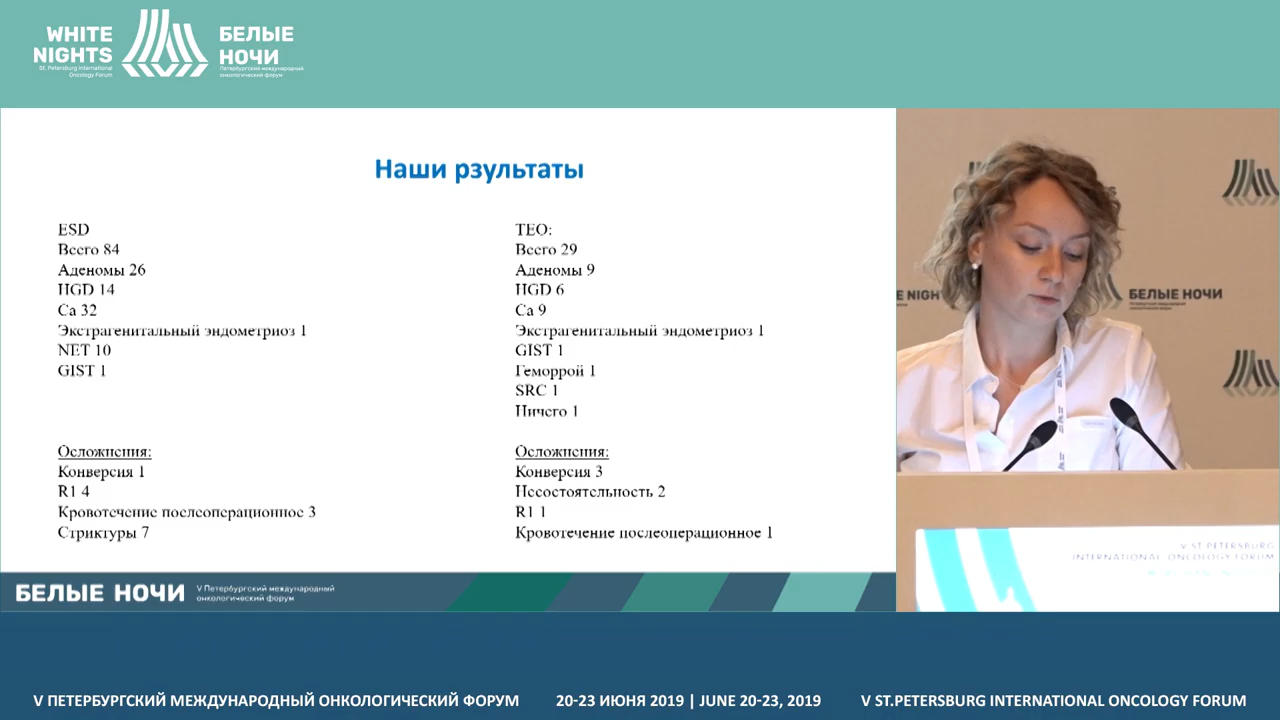 WHITE
NIGHTS
St. Petersburg International
Oncology Forum
БЕЛЫЕ
НОЧИ
Петербургский международный
онкологический форум
Наши рзультаты
ESD
Всего 84
Аденомы 26
HGD 14
Ca 32
Экстрагенитальный эндометриоз 1
NET 10
GIST 1
Осложнения:
Конверсия 1
R1 4
Кровотечение послеоперационное 3
Стриктуры 7
ТЕО:
Всего 29
Аденомы 9
HGD 6
Ca 9
Экстрагенитальный эндометриоз 1
GIST 1
Геморрой 1
SRC 1
Ничего 1
Осложнения:
Конверсия 3
Несостоятельность 2
R1 1
Кровотечение послеоперационное 1
БЕЛЫЕ НОЧИ
V Петербургский международный
онкологический форум
БЕЛЫЕ НОЧИ
V ST.PETERSBURG
INTERNATIONAL ONCOLOGY FORUM
V ПЕТЕРБУРГСКИЙ МЕЖДУНАРОДНЫЙ ОНКОЛОГИЧЕСКИЙ ФОРУМ
20-23 ИЮНЯ 2019 | JUNE 20-23, 2019
V ST.PETERSBURG INTERNATIONAL ONCOLOGY FORUM